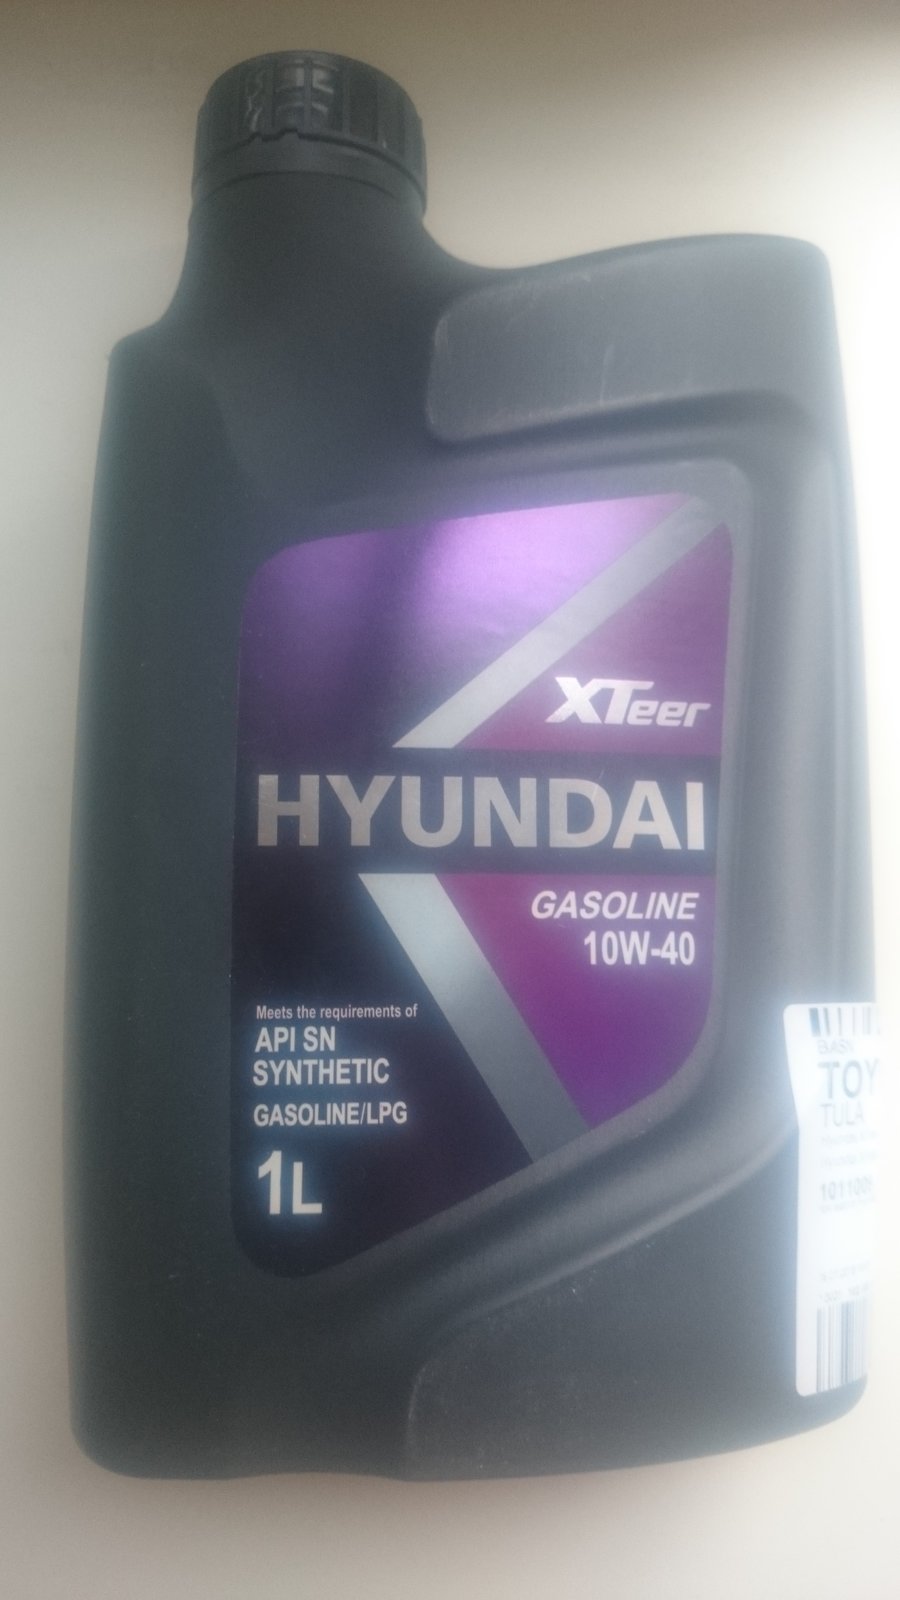 XTeer
HYUNDAI
GASOLINE
10W-40
Meets the requirements of
API SN
SYNTHETIC
GASOLINE/LPG
1L
TOY
TULA